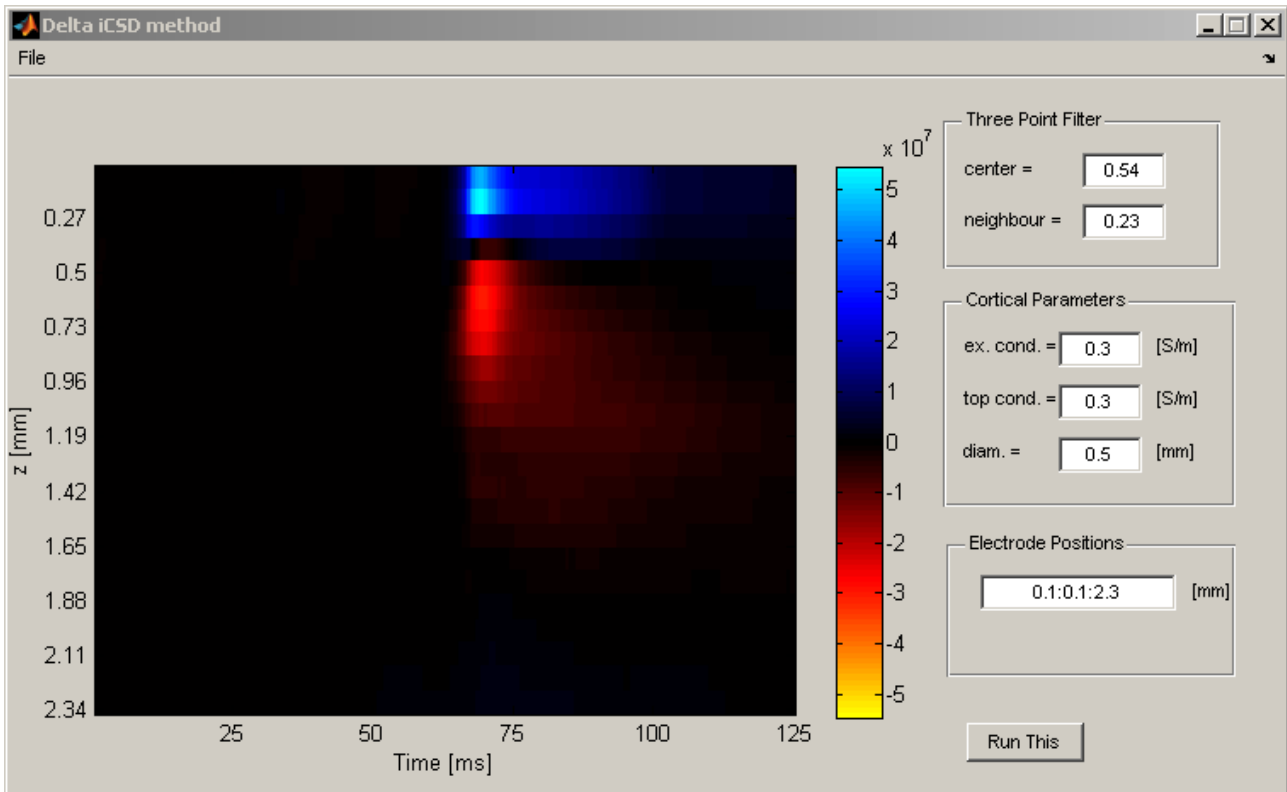 Delta iCSD method
File
x 10^7
0.27
0.5
0.73
0.96
1.19
1.42
1.65
1.88
2.11
2.34
z [mm]
25 50 75 100 125
Time [ms]
5
4
3
2
1
0
-1
-2
-3
-4
-5
Three Point Filter
center = 0.54
neighbour = 0.23
Cortical Parameters
ex. cond. = 0.3 [S/m]
top cond. = 0.3 [S/m]
diam. = 0.5 [mm]
Electrode Positions
0.1:0.1:2.3 [mm]
Run This